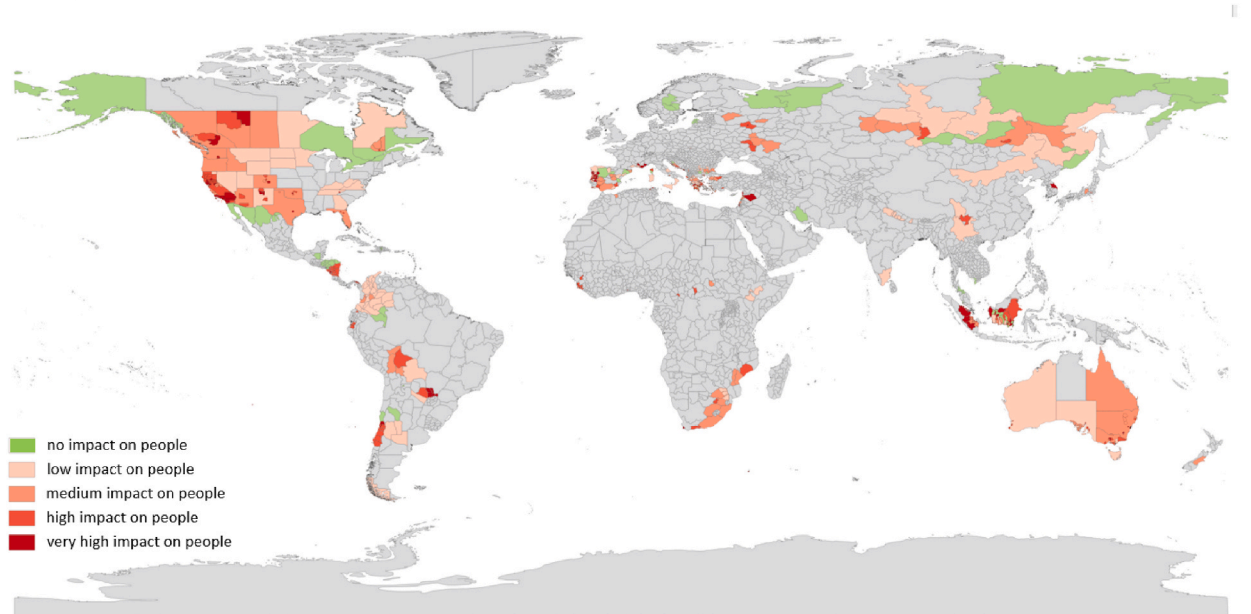 no impact on people
low impact on people
medium impact on people
high impact on people
very high impact on people